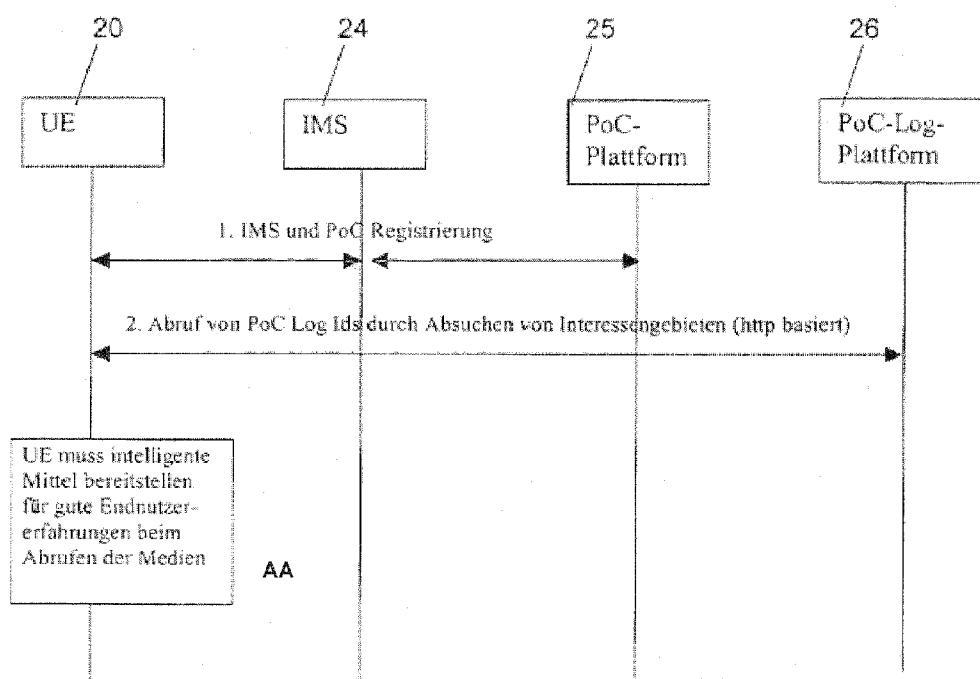 20
24
25
26
UE
IMS
PoC-
Plattform
PoC-Log-
Plattform
1. IMS und PoC Registrierung
2. Abruf von PoC Log Ids durch Absuchen von Interessengebieten (http basiert)
UE muss intelligente
Mittel bereitstellen
für gute Endnutzer-
erfahrungen beim
Abrufen der Medien
AA